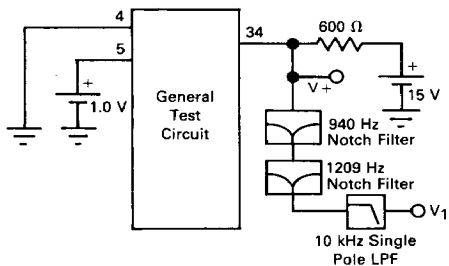 4
5
34
600 Ω
+
1.0 V
General
Test
Circuit
V+
+
15 V
940 Hz
Notch Filter
1209 Hz
Notch Filter
V1
10 kHz Single
Pole LPF